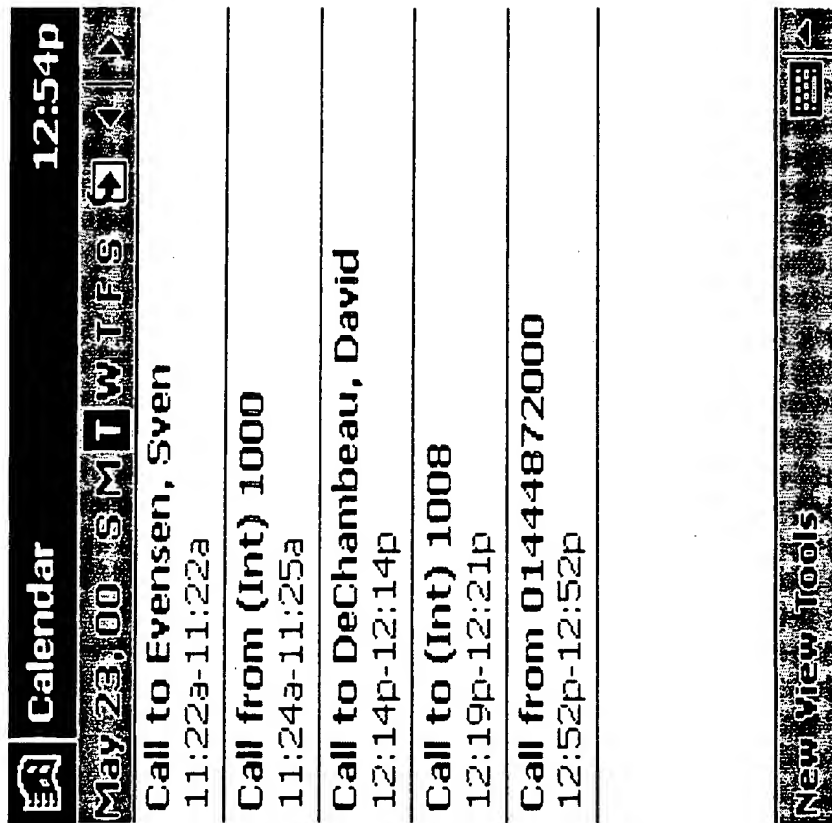 Calendar 12:54p
May 23, 00 S M T W T F S
Call to Evensen, Sven
11:22a-11:22a
Call from (Int) 1000
11:24a-11:25a
Call to DeChambeau, David
12:14p-12:14p
Call to (Int) 1008
12:19p-12:21p
Call from 01444872000
12:52p-12:52p
New View Tools